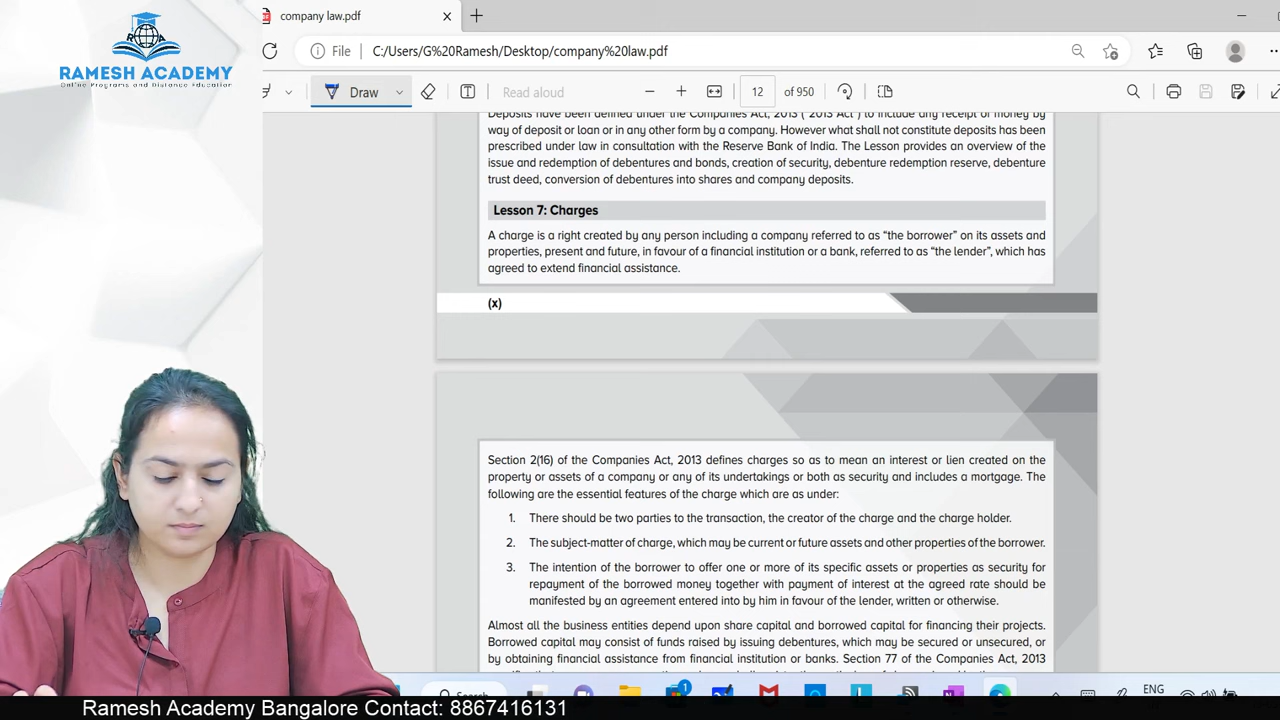 company law.pdf
RAMESH ACADEMY
Online Programs and Distance Education
File
C:/Users/G%20Ramesh/Desktop/company%20law.pdf
Draw
Read aloud
12
of 950
Deposits have been defined under the Companies Act, 2013 ("2013 Act") to include any receipt of money by
way of deposit or loan or in any other form by a company. However what shall not constitute deposits has been
prescribed under law in consultation with the Reserve Bank of India. The Lesson provides an overview of the
issue and redemption of debentures and bonds, creation of security, debenture redemption reserve, debenture
trust deed, conversion of debentures into shares and company deposits.
Lesson 7: Charges
A charge is a right created by any person including a company referred to as “the borrower” on its assets and
properties, present and future, in favour of a financial institution or a bank, referred to as “the lender”, which has
agreed to extend financial assistance.
(x)
Section 2(16) of the Companies Act, 2013 defines charges so as to mean an interest or lien created on the
property or assets of a company or any of its undertakings or both as security and includes a mortgage. The
following are the essential features of the charge which are as under:
1. There should be two parties to the transaction, the creator of the charge and the charge holder.
2. The subject-matter of charge, which may be current or future assets and other properties of the borrower.
3. The intention of the borrower to offer one or more of its specific assets or properties as security for
repayment of the borrowed money together with payment of interest at the agreed rate should be
manifested by an agreement entered into by him in favour of the lender, written or otherwise.
Almost all the business entities depend upon share capital and borrowed capital for financing their projects.
Borrowed capital may consist of funds raised by issuing debentures, which may be secured or unsecured, or
by obtaining financial assistance from financial institution or banks. Section 77 of the Companies Act, 2013
Search
1
ENG
Ramesh Academy Bangalore Contact: 8867416131